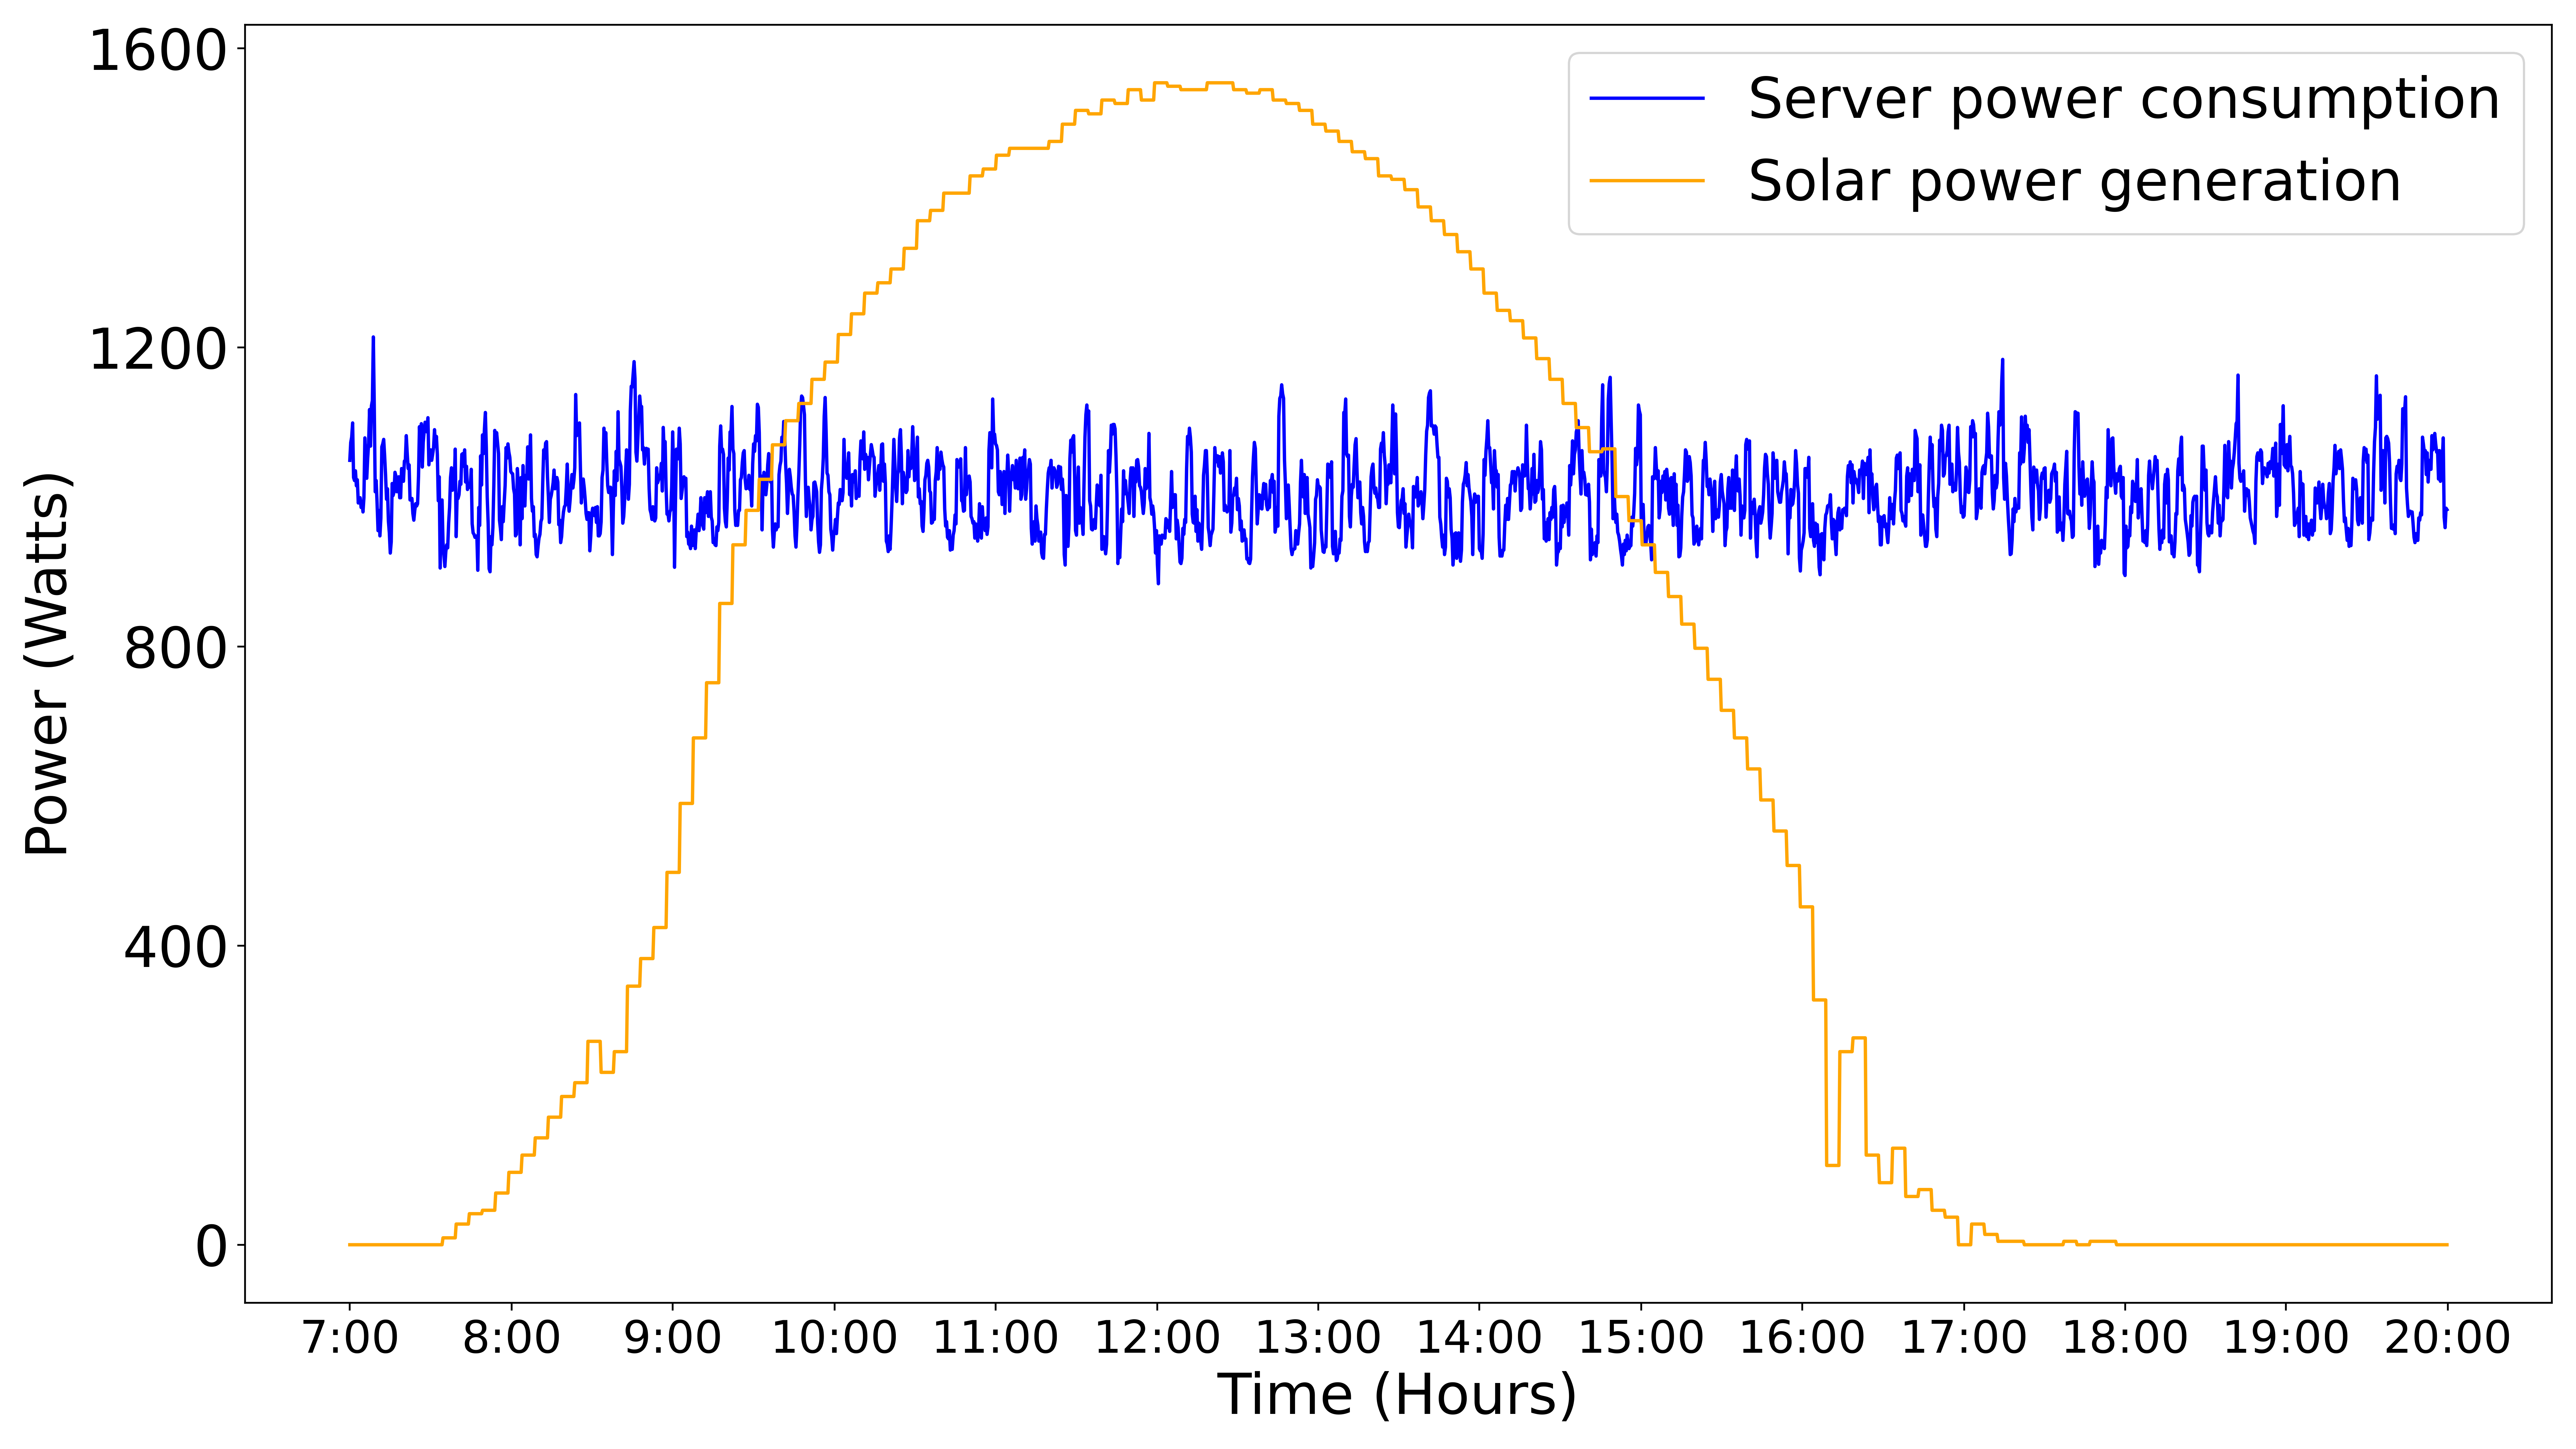 1600
1200
800
400
0
Power (Watts)
Server power consumption
Solar power generation
7:00 8:00 9:00 10:00 11:00 12:00 13:00 14:00 15:00 16:00 17:00 18:00 19:00 20:00
Time (Hours)